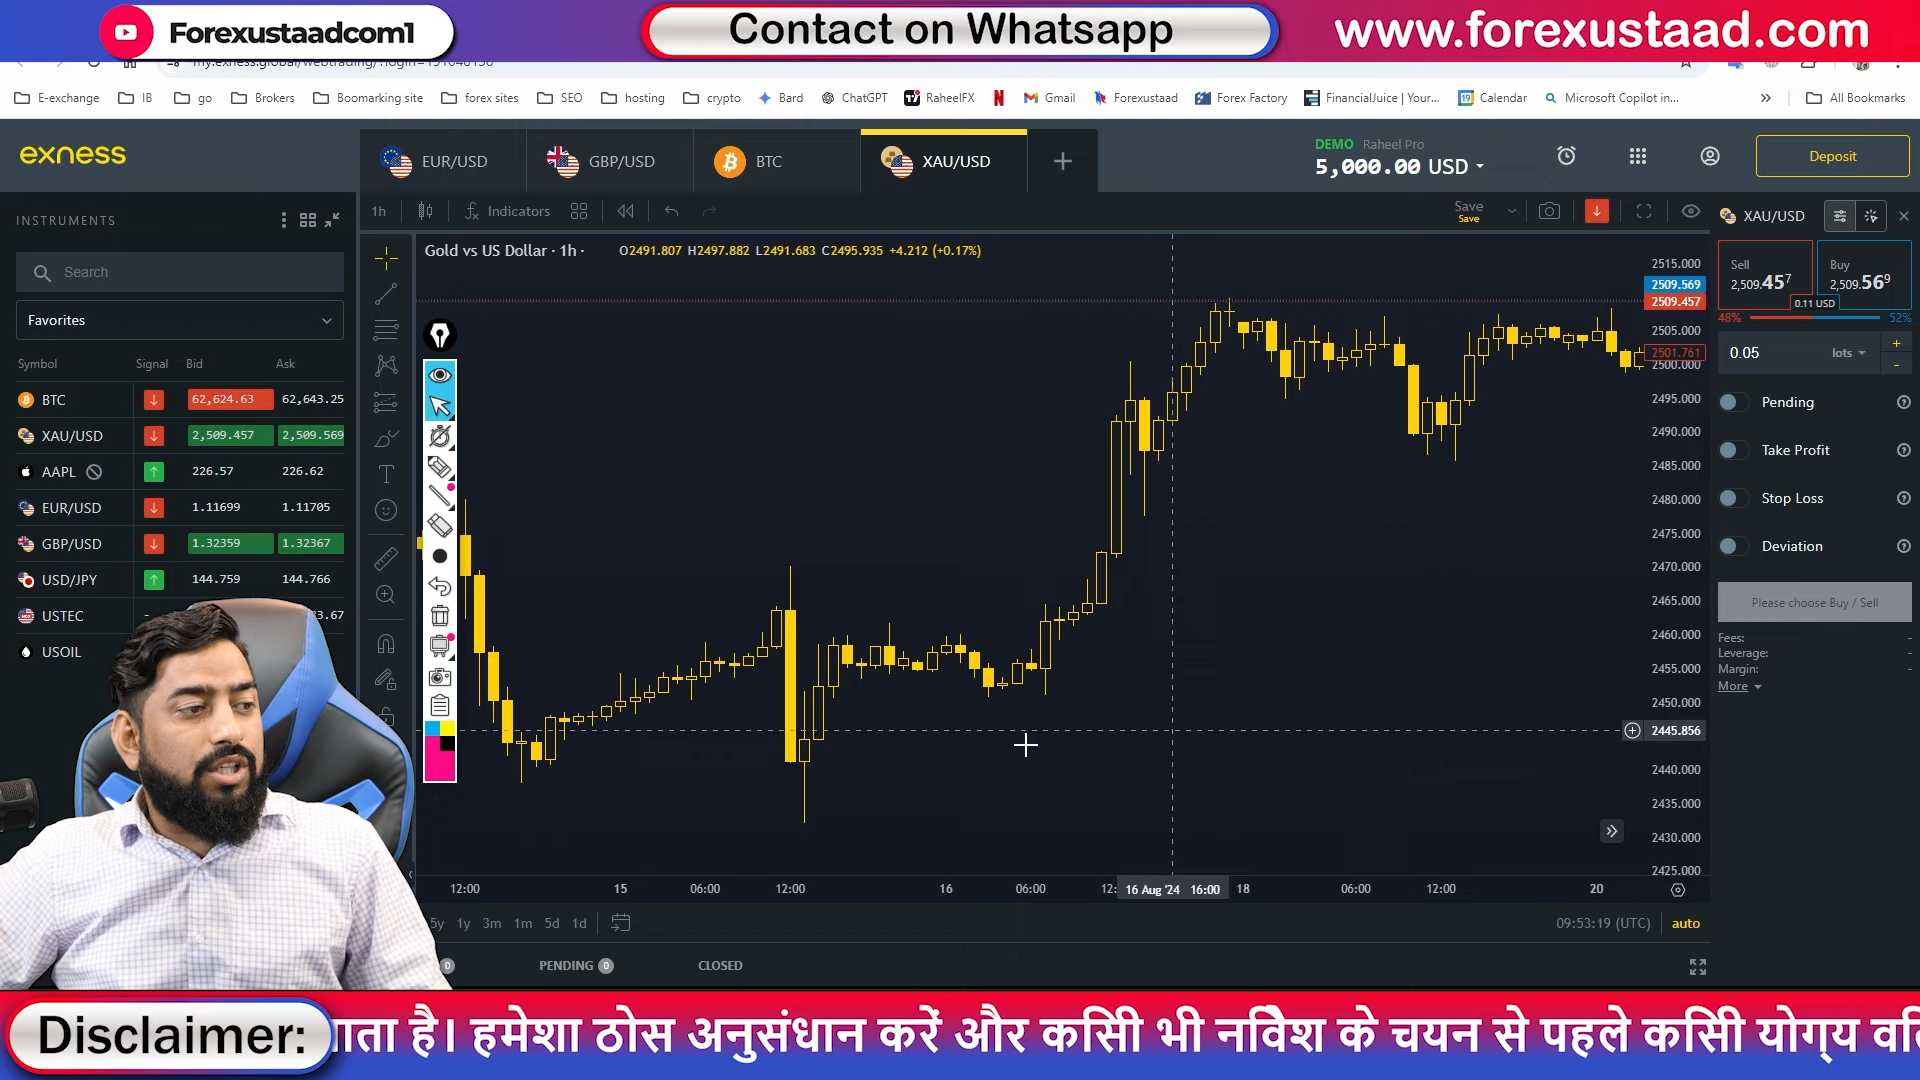 Forexustaadcom1
Contact on Whatsapp
www.forexustaad.com
my.exness.global/webtrading/?login=191048150
E-exchange
IB
go
Brokers
Boomarking site
forex sites
SEO
hosting
crypto
Bard
ChatGPT
RaheelFX
Gmail
Forexustaad
Forex Factory
FinancialJuice | Your...
Calendar
Microsoft Copilot in...
All Bookmarks
exness
EUR/USD
GBP/USD
BTC
XAU/USD
DEMO Raheel Pro
5,000.00 USD
Deposit
INSTRUMENTS
1h
Indicators
Save
Save
XAU/USD
Search
Gold vs US Dollar · 1h ·
O2491.807 H2497.882 L2491.683 C2495.935 +4.212 (+0.17%)
Sell
2,509.457
Buy
2,509.569
0.11 USD
48%
52%
Favorites
0.05
lots
Symbol Signal Bid Ask
BTC 62,624.63 62,643.25
XAU/USD 2,509.457 2,509.569
AAPL 226.57 226.62
EUR/USD 1.11699 1.11705
GBP/USD 1.32359 1.32367
USD/JPY 144.759 144.766
USTEC - 3.67
USOIL
2515.000
2509.569
2509.457
2505.000
2501.761
2500.000
2495.000
2490.000
2485.000
2480.000
2475.000
2470.000
2465.000
2460.000
2455.000
2450.000
2445.856
2440.000
2435.000
2430.000
2425.000
Pending
Take Profit
Stop Loss
Deviation
Please choose Buy / Sell
Fees: -
Leverage: -
Margin: -
More
12:00 15 06:00 12:00 16 06:00 12: 16 Aug '24 16:00 18 06:00 12:00 20
5y 1y 3m 1m 5d 1d
09:53:19 (UTC)
auto
0
PENDING 0
CLOSED
Disclaimer:
ाता है। हमेशा ठोस अनुसंधान करें और किसी भी निवेश के चयन से पहले किसी योग्य वि